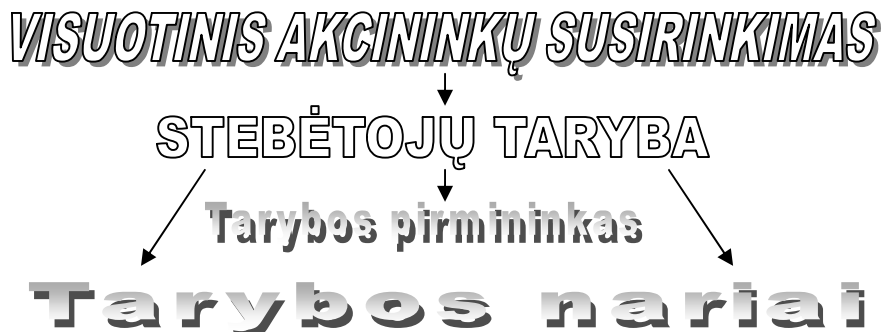 VISUOTINIS AKCININKŲ SUSIRINKIMAS
STEBĖTOJŲ TARYBA
Tarybos pirmininkas
Tarybos nariai